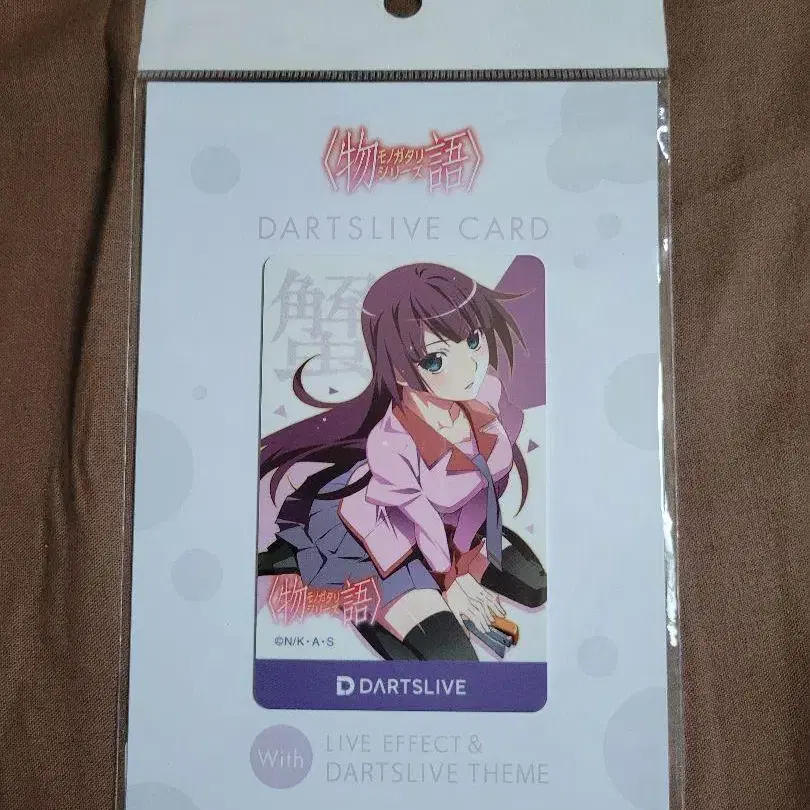 〈物モノガタリシリーズ語〉
DARTSLIVE CARD
蟹
〈物モノガタリシリーズ語〉
©N/K・A・S
DARTSLIVE
With LIVE EFFECT &
DARTSLIVE THEME